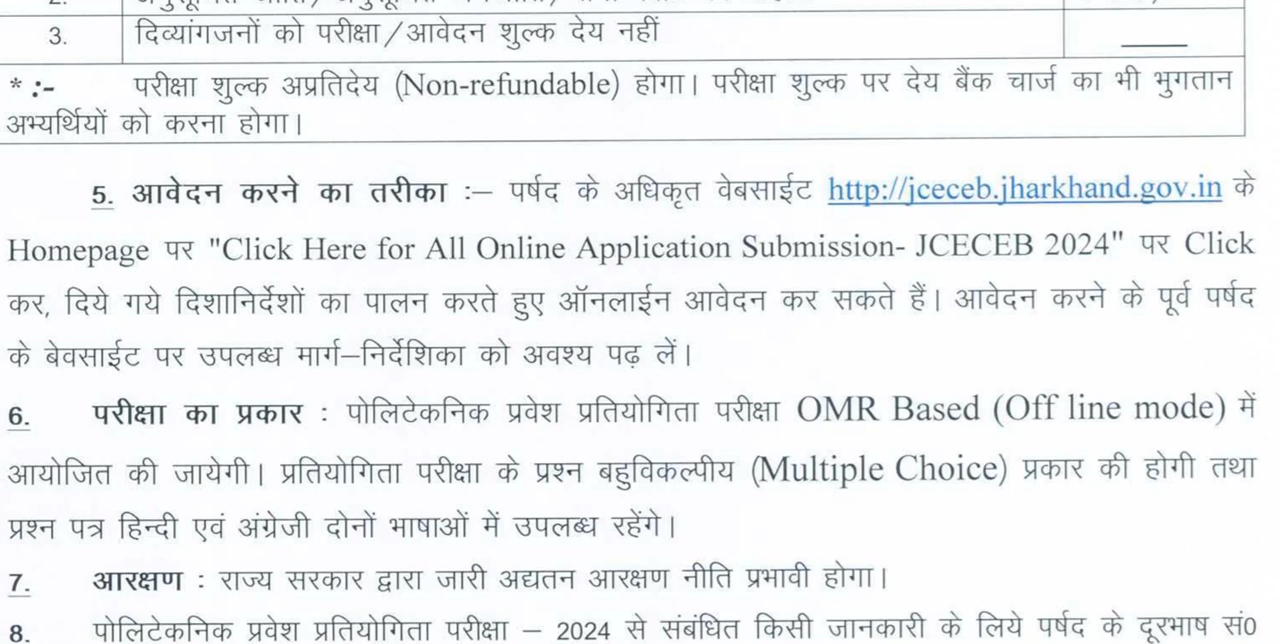 3. दिव्यांगजनों को परीक्षा/आवेदन शुल्क देय नहीं
* :- परीक्षा शुल्क अप्रतिदेय (Non-refundable) होगा। परीक्षा शुल्क पर देय बैंक चार्ज का भी भुगतान
अभ्यर्थियों को करना होगा।
5. आवेदन करने का तरीका :– पर्षद के अधिकृत वेबसाईट http://jceceb.jharkhand.gov.in के
Homepage पर "Click Here for All Online Application Submission- JCECEB 2024" पर Click
कर, दिये गये दिशानिर्देशों का पालन करते हुए ऑनलाईन आवेदन कर सकते हैं। आवेदन करने के पूर्व पर्षद
के बेवसाईट पर उपलब्ध मार्ग–निर्देशिका को अवश्य पढ़ लें।
6. परीक्षा का प्रकार : पोलिटेकनिक प्रवेश प्रतियोगिता परीक्षा OMR Based (Off line mode) में
आयोजित की जायेगी। प्रतियोगिता परीक्षा के प्रश्न बहुविकल्पीय (Multiple Choice) प्रकार की होगी तथा
प्रश्न पत्र हिन्दी एवं अंग्रेजी दोनों भाषाओं में उपलब्ध रहेंगे।
7. आरक्षण : राज्य सरकार द्वारा जारी अद्यतन आरक्षण नीति प्रभावी होगा।
8. पोलिटेकनिक प्रवेश प्रतियोगिता परीक्षा – 2024 से संबंधित किसी जानकारी के लिये पर्षद के दूरभाष सं0